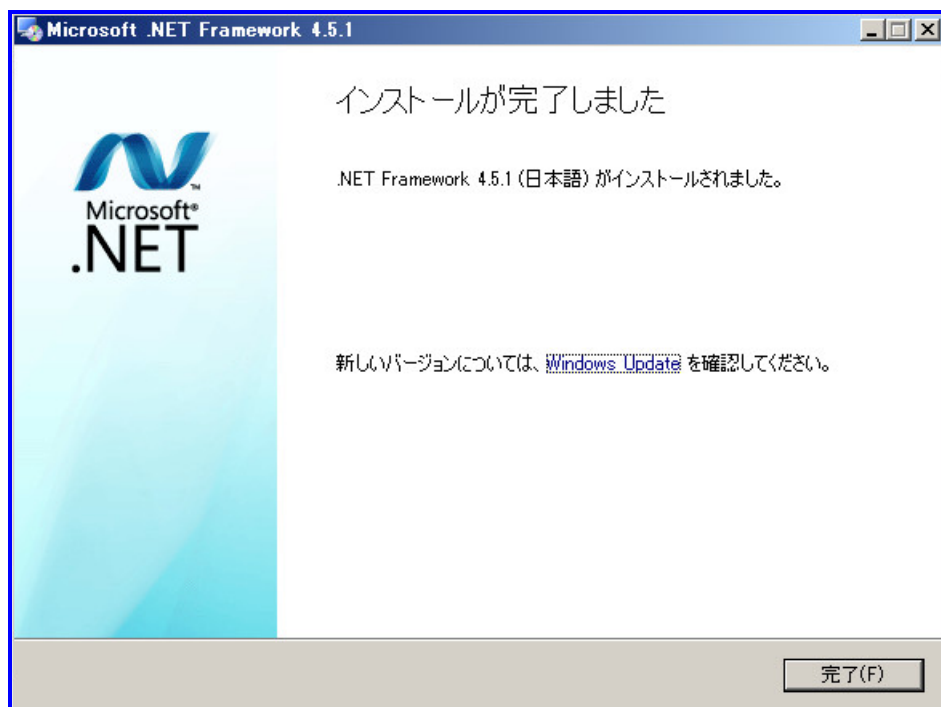 Microsoft .NET Framework 4.5.1
インストールが完了しました
.NET Framework 4.5.1 (日本語) がインストールされました。
Microsoft®
.NET™
新しいバージョンについては、Windows Update を確認してください。
完了(F)